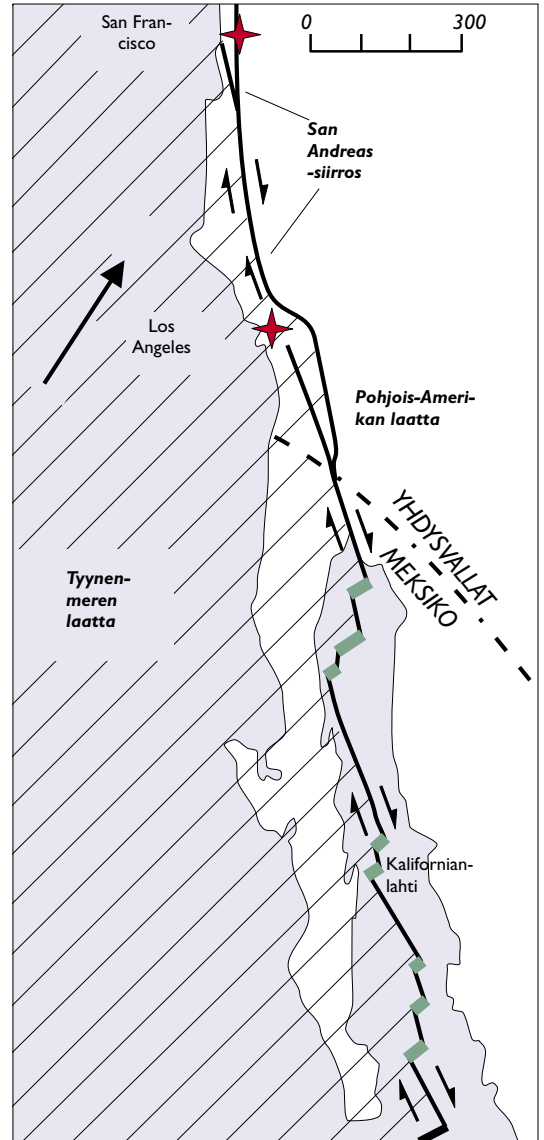 San Fran-
cisco
0 300
San
Andreas
-siirros
Los
Angeles
Pohjois-Ameri-
kan laatta
YHDYSVALLAT
MEKSIKO
Tyynen-
meren
laatta
Kalifornian-
lahti